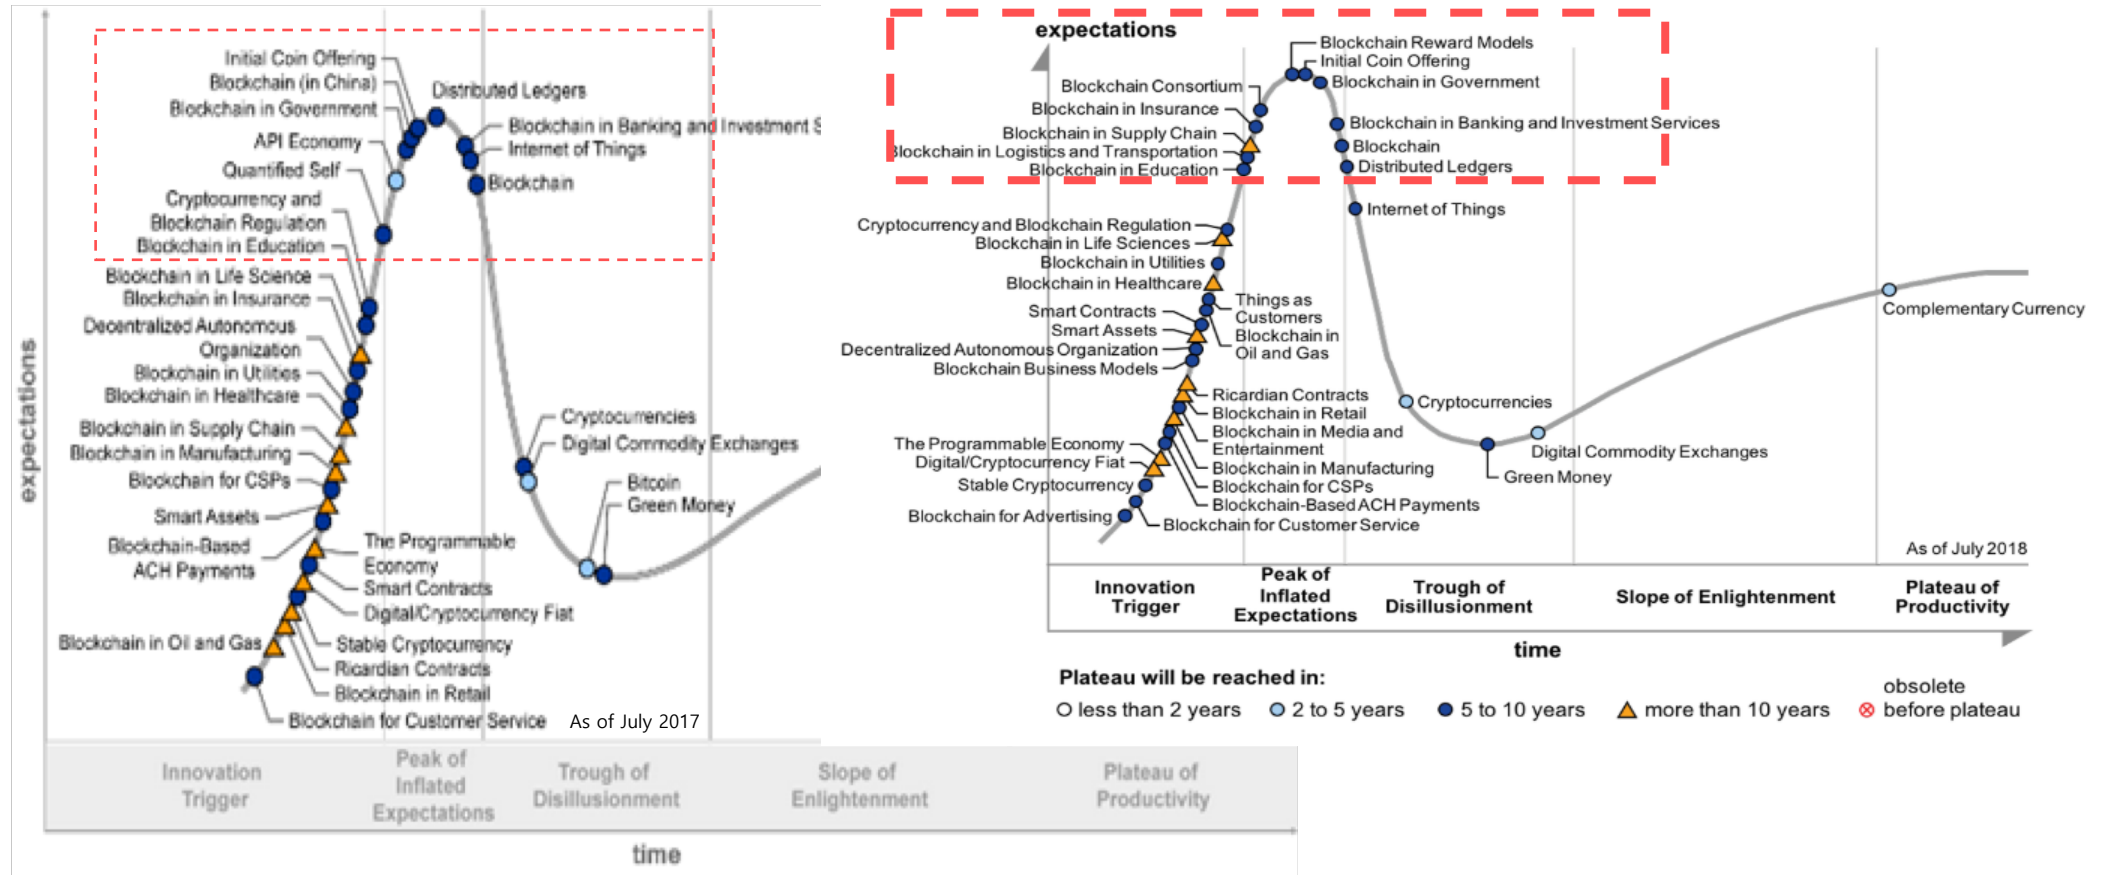 Initial Coin Offering
Blockchain (in China)
Blockchain in Government
API Economy
Quantified Self
Cryptocurrency and
Blockchain Regulation
Blockchain in Education
Blockchain in Life Science
Blockchain in Insurance
Decentralized Autonomous
Organization
Blockchain in Utilities
Blockchain in Healthcare
Blockchain in Supply Chain
Blockchain in Manufacturing
Blockchain for CSPs
Smart Assets
Blockchain-Based
ACH Payments
Blockchain in Oil and Gas
Distributed Ledgers
Blockchain in Banking and Investment S
Internet of Things
Blockchain
Cryptocurrencies
Digital Commodity Exchanges
Bitcoin
Green Money
The Programmable
Economy
Smart Contracts
Digital/Cryptocurrency Fiat
Stable Cryptocurrency
Ricardian Contracts
Blockchain in Retail
Blockchain for Customer Service
As of July 2017
expectations
Innovation
Trigger
Peak of
Inflated
Expectations
Trough of
Disillusionment
Slope of
Enlightenment
Plateau of
Productivity
time
expectations
Blockchain Reward Models
Initial Coin Offering
Blockchain in Government
Blockchain Consortium
Blockchain in Insurance
Blockchain in Supply Chain
Blockchain in Logistics and Transportation
Blockchain in Education
Blockchain in Banking and Investment Services
Blockchain
Distributed Ledgers
Internet of Things
Cryptocurrency and Blockchain Regulation
Blockchain in Life Sciences
Blockchain in Utilities
Blockchain in Healthcare
Things as
Customers
Smart Contracts
Smart Assets
Blockchain in
Oil and Gas
Decentralized Autonomous Organization
Blockchain Business Models
Ricardian Contracts
Blockchain in Retail
Blockchain in Media and
Entertainment
The Programmable Economy
Digital/Cryptocurrency Fiat
Blockchain in Manufacturing
Stable Cryptocurrency
Blockchain for CSPs
Blockchain-Based ACH Payments
Blockchain for Advertising
Blockchain for Customer Service
Cryptocurrencies
Digital Commodity Exchanges
Green Money
Complementary Currency
As of July 2018
Innovation
Trigger
Peak of
Inflated
Expectations
Trough of
Disillusionment
Slope of Enlightenment
Plateau of
Productivity
time
Plateau will be reached in:
less than 2 years
2 to 5 years
5 to 10 years
more than 10 years
obsolete
before plateau